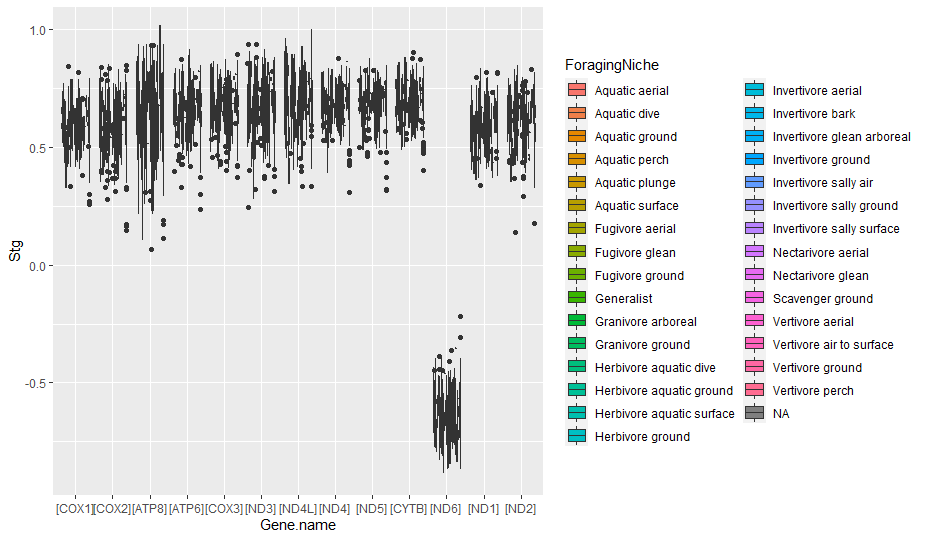 1.0
0.5
0.0
-0.5
Stg
[COX1] [COX2] [ATP8] [ATP6] [COX3] [ND3] [ND4L] [ND4] [ND5] [CYTB] [ND6] [ND1] [ND2]
Gene.name
ForagingNiche
Aquatic aerial
Aquatic dive
Aquatic ground
Aquatic perch
Aquatic plunge
Aquatic surface
Fugivore aerial
Fugivore glean
Fugivore ground
Generalist
Granivore arboreal
Granivore ground
Herbivore aquatic dive
Herbivore aquatic ground
Herbivore aquatic surface
Herbivore ground
Invertivore aerial
Invertivore bark
Invertivore glean arboreal
Invertivore ground
Invertivore sally air
Invertivore sally ground
Invertivore sally surface
Nectarivore aerial
Nectarivore glean
Scavenger ground
Vertivore aerial
Vertivore air to surface
Vertivore ground
Vertivore perch
NA